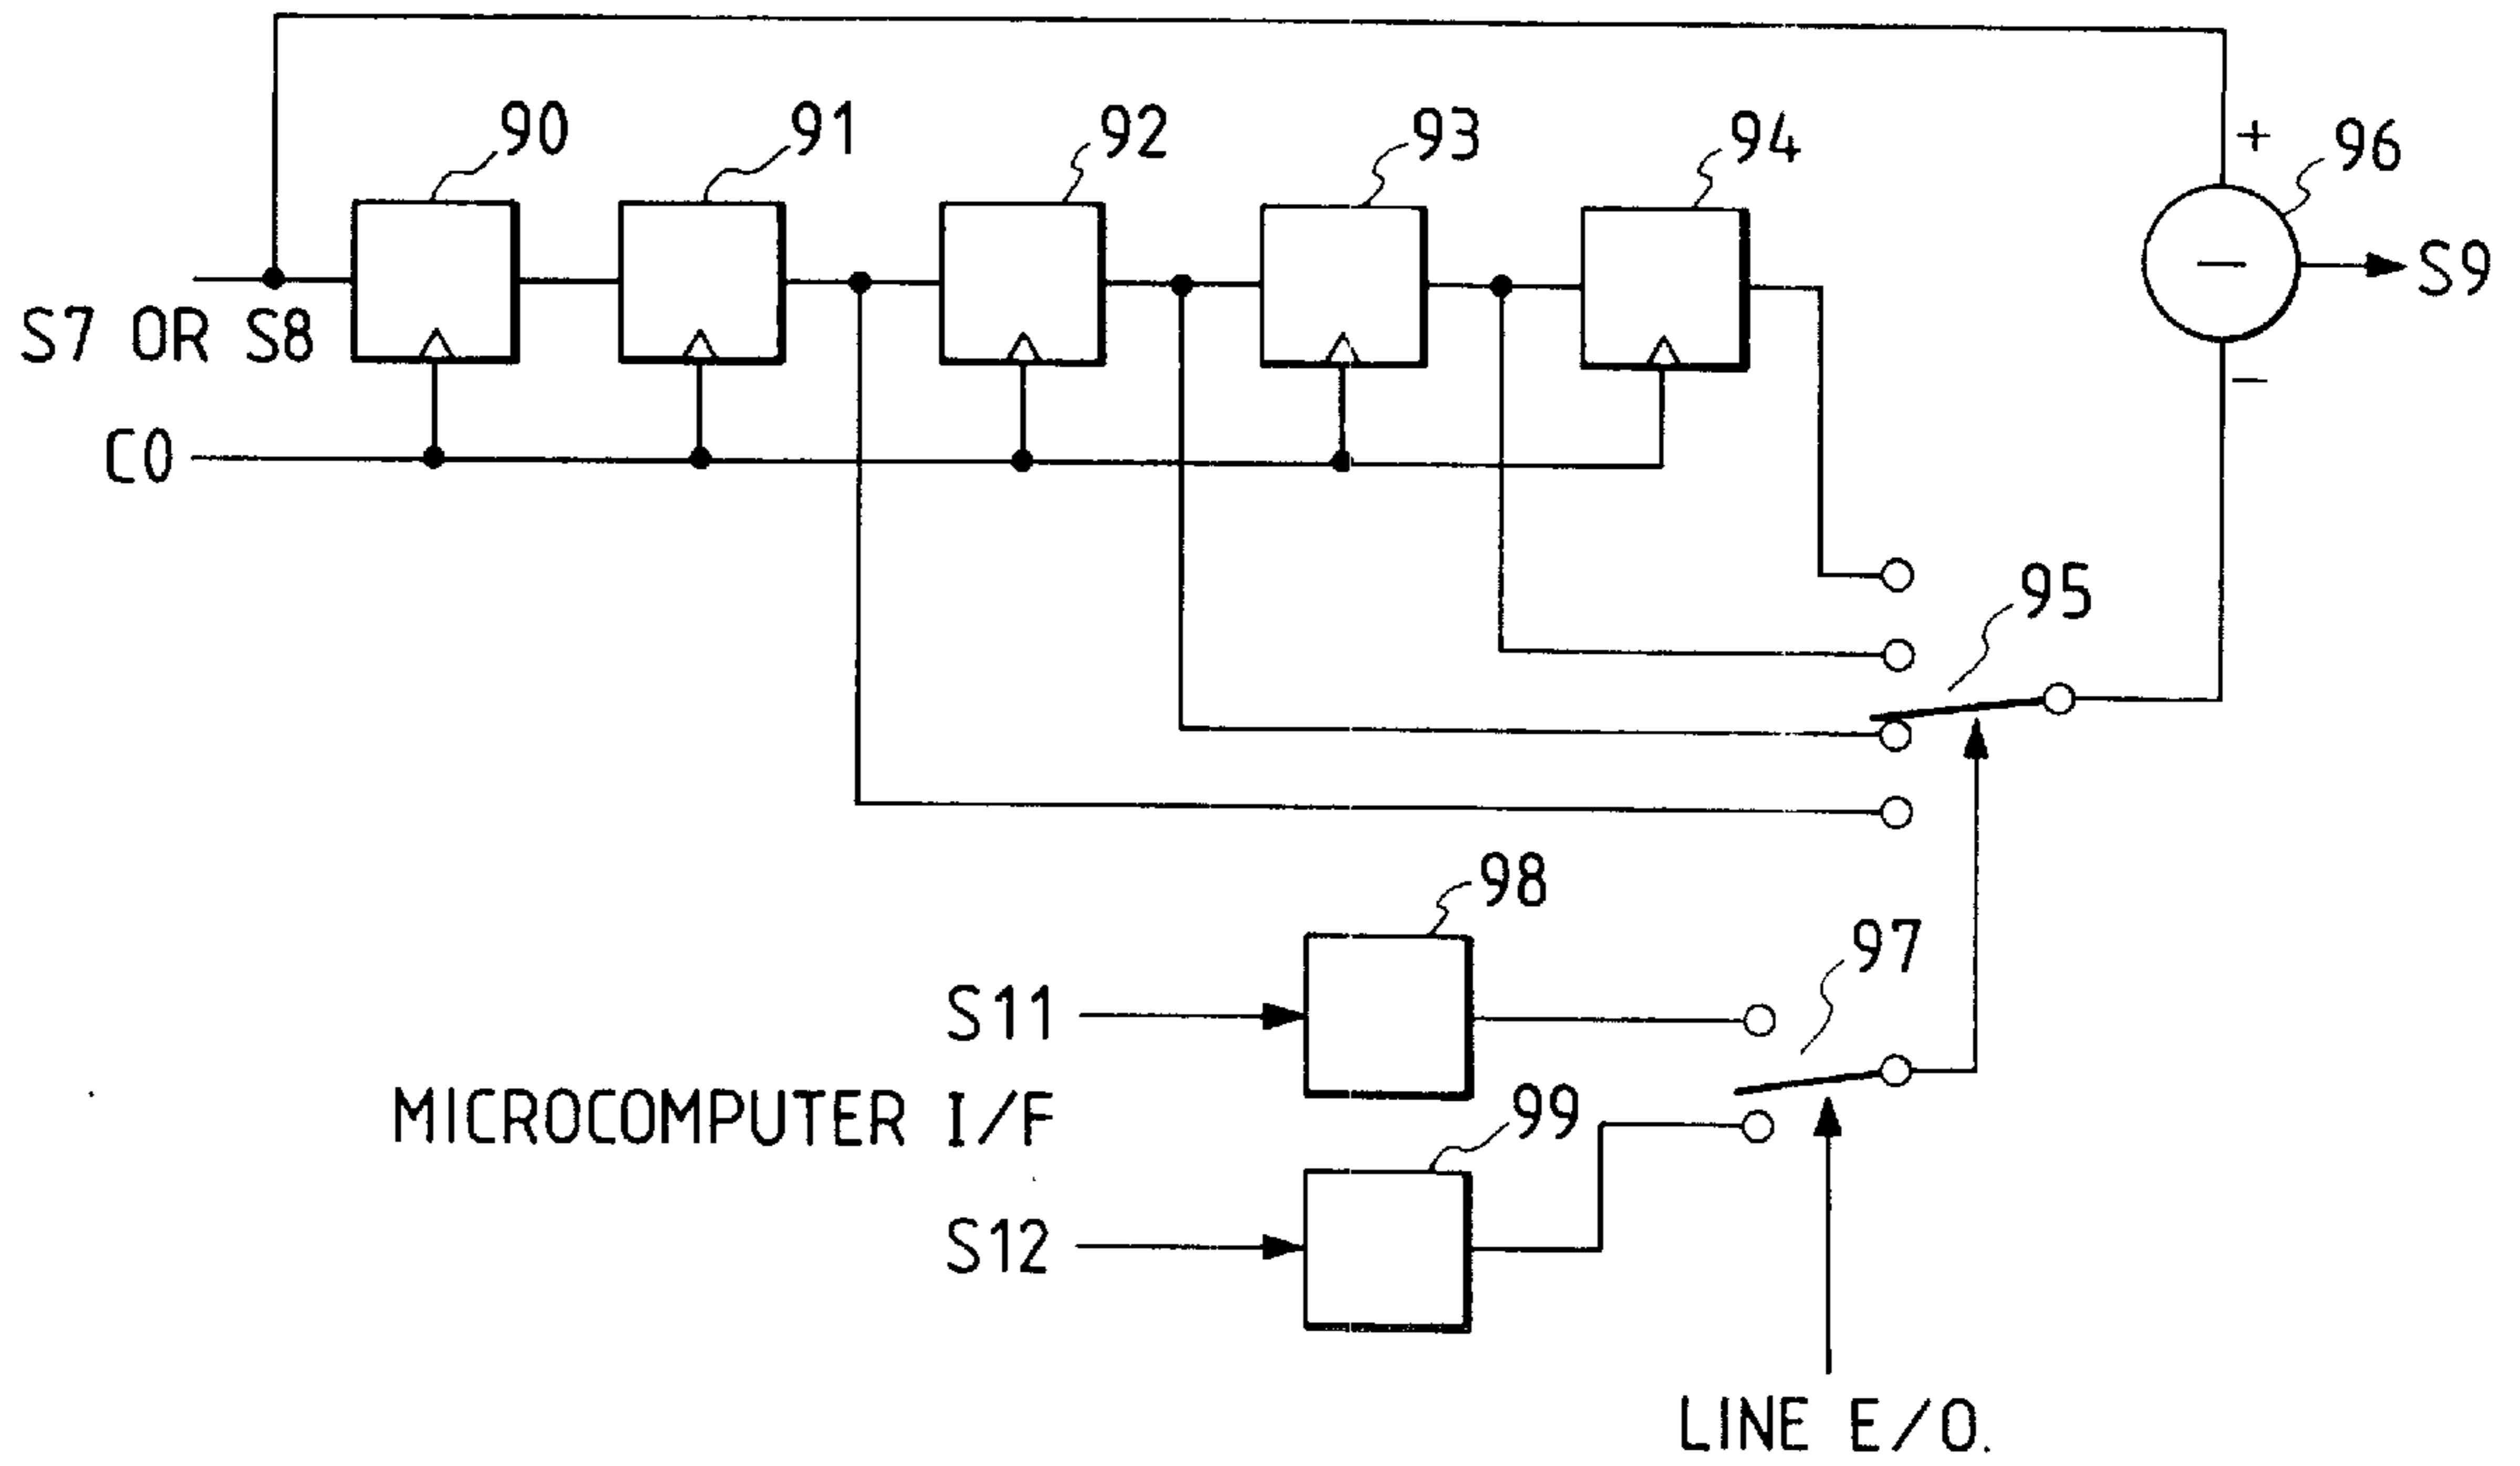 90
91
92
93
94
+
96
S9
S7 OR S8
−
C0
95
98
97
S11
MICROCOMPUTER I/F
99
S12
LINE E/O.